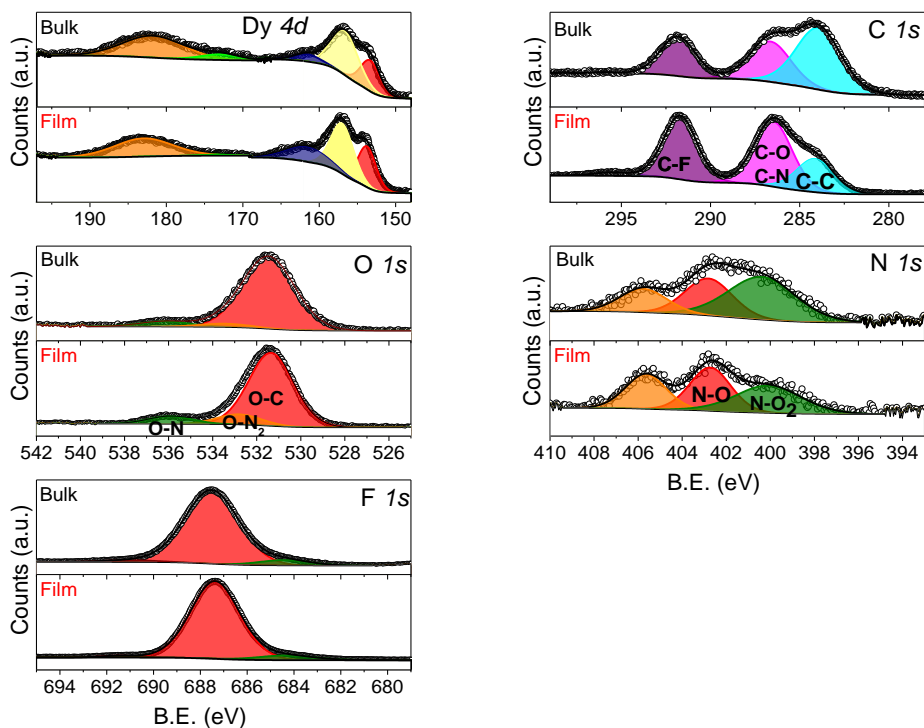 Dy 4d
Bulk
Film
Counts (a.u.)
190 180 170 160 150
C 1s
Bulk
Film
C-F
C-O
C-N
C-C
Counts (a.u.)
295 290 285 280
O 1s
Bulk
Film
O-C
O-N
O-N2
Counts (a.u.)
542 540 538 536 534 532 530 528 526
N 1s
Bulk
Film
N-O
N-O2
Counts (a.u.)
410 408 406 404 402 400 398 396 394
B.E. (eV)
F 1s
Bulk
Film
Counts (a.u.)
694 692 690 688 686 684 682 680
B.E. (eV)